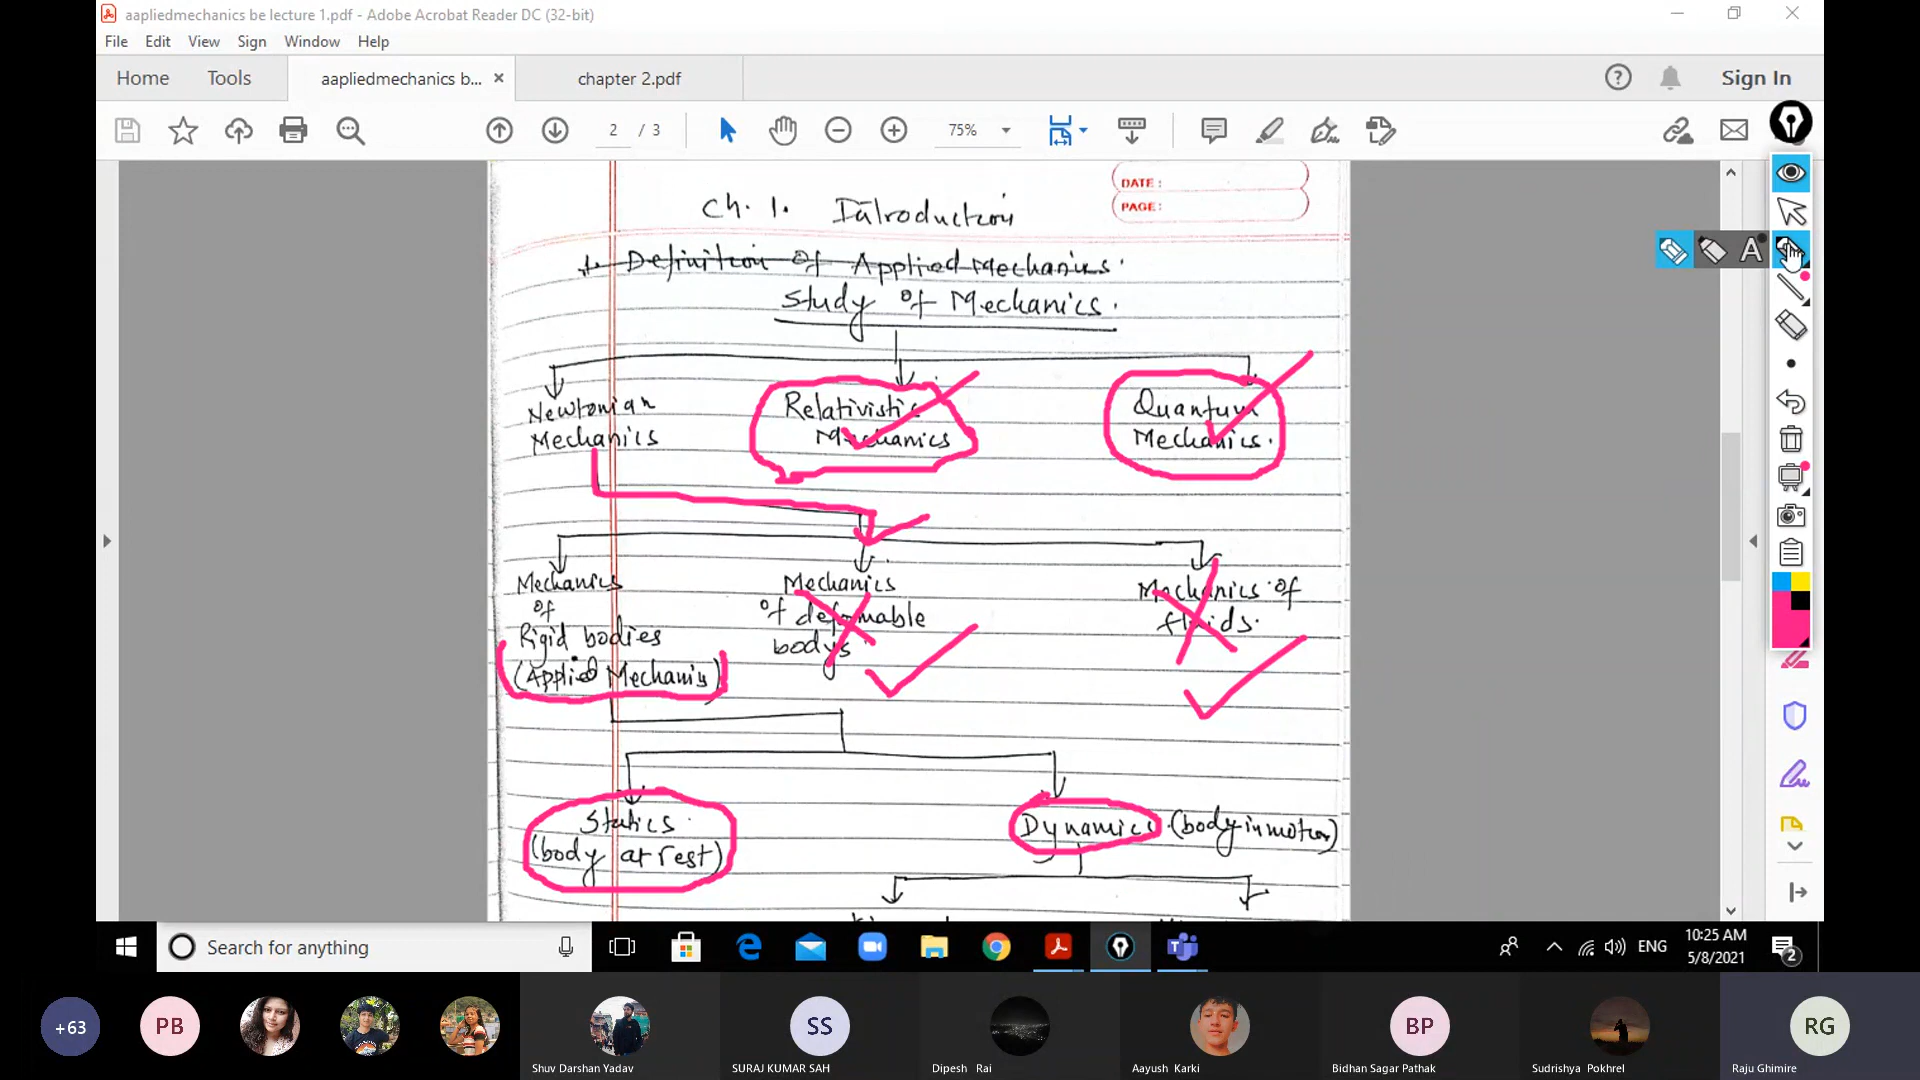 aapliedmechanics be lecture 1.pdf - Adobe Acrobat Reader DC (32-bit)
File Edit View Sign Window Help
Home Tools aapliedmechanics b... × chapter 2.pdf Sign In
2 / 3 75%
DATE :
PAGE :
Ch. 1. Introduction
Definition of Applied Mechanics.
Study of Mechanics.
Newtonian
Mechanics
Relativistic
Mechanics
Quantum
Mechanics.
Mechanics
of
Rigid bodies
(Applied Mechanis)
Mechanics
of deformable
bodys
Mechanics of
fluids.
Statics
(body at rest)
Dynamics (body in motion)
A
Search for anything
ENG
10:25 AM
5/8/2021
2
+63
PB
SS
BP
RG
Shuv Darshan Yadav
SURAJ KUMAR SAH
Dipesh Rai
Aayush Karki
Bidhan Sagar Pathak
Sudrishya Pokhrel
Raju Ghimire